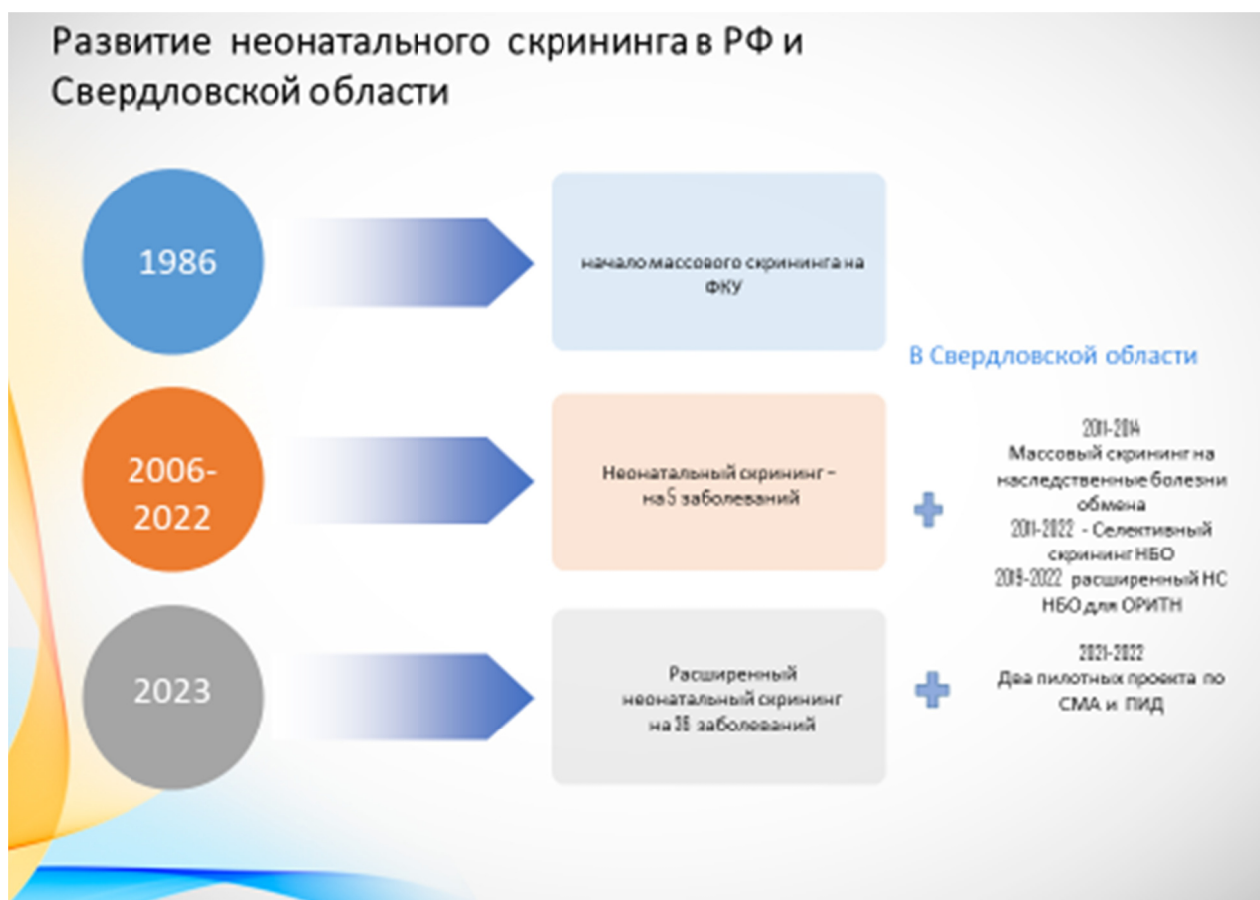 Развитие неонатального скрининга в РФ и
Свердловской области
1986
начало массового скрининга на
ФКУ
В Свердловской области
2006-
2022
Неонатальный скрининг –
на 5 заболеваний
2011-2014
Массовый скрининг на
наследственные болезни
обмена
2011-2022 - Селективный
скрининг НБО
2019-2022 расширенный НС
НБО для ОРИТН
2023
Расширенный
неонатальный скрининг
на 36 заболеваний
2021-2022
Два пилотных проекта по
СМА и ПИД